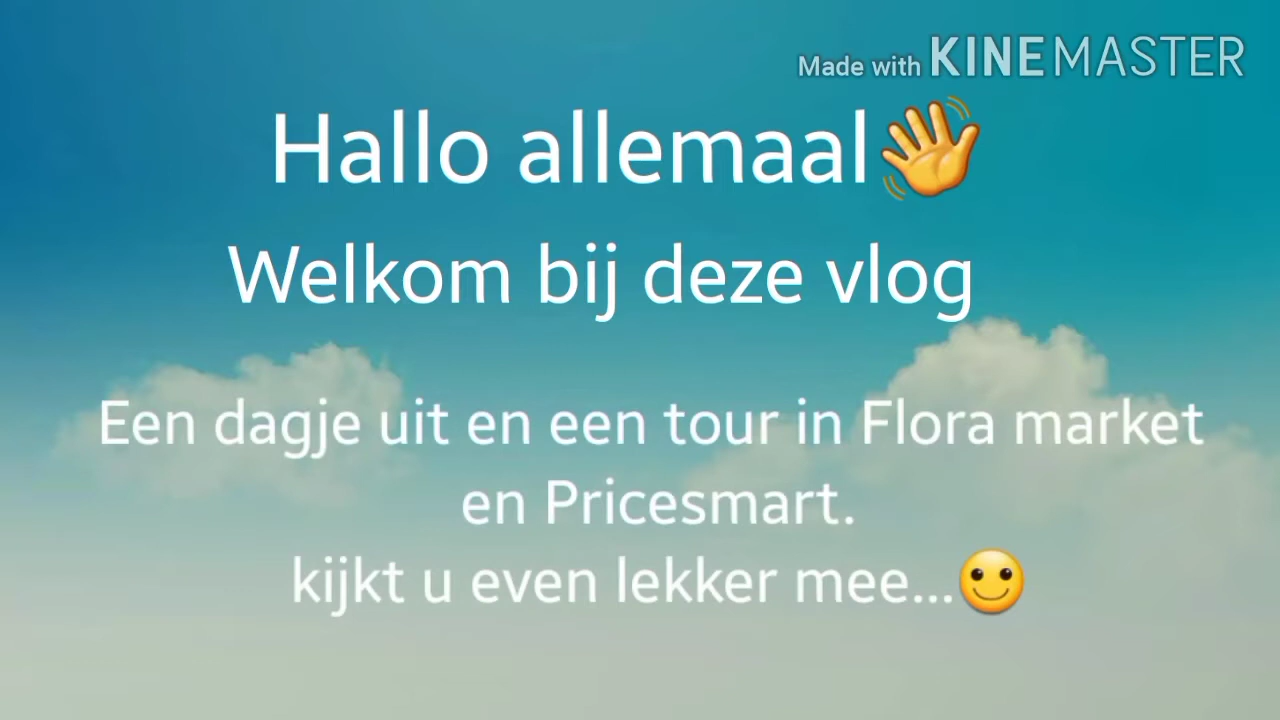 Made with KINEMASTER
Hallo allemaal👋
Welkom bij deze vlog
Een dagje uit en een tour in Flora market
en Pricesmart.
kijkt u even lekker mee...🙂